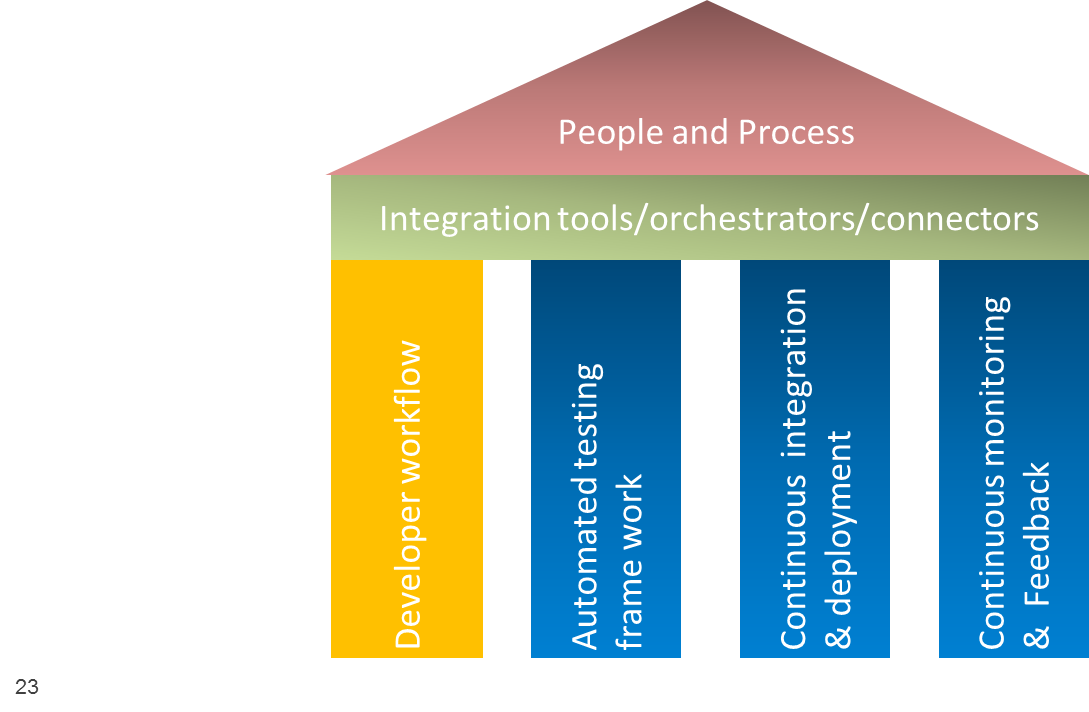 People and Process
Integration tools/orchestrators/connectors
Developer workflow
Automated testing
frame work
Continuous  integration
& deployment
Continuous monitoring
&  Feedback
23